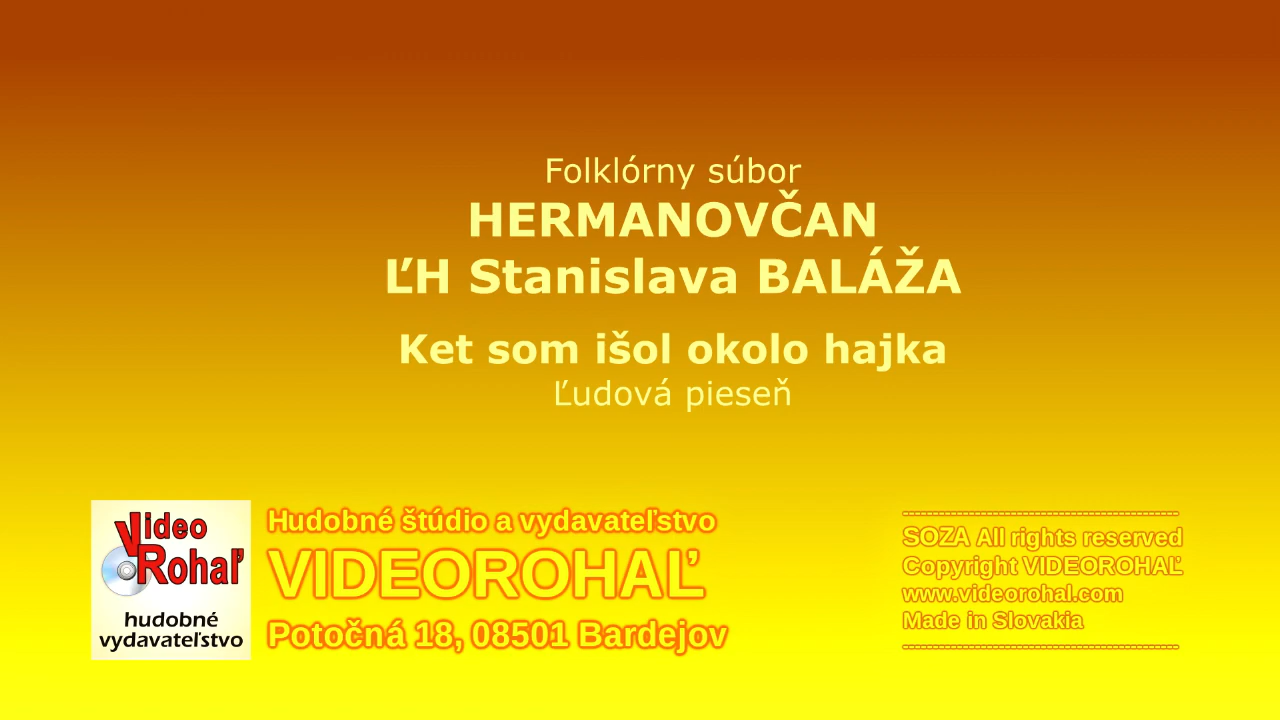 Folklórny súbor
HERMANOVČAN
ĽH Stanislava BALÁŽA
Ket som išol okolo hajka
Ľudová pieseň
Video
Rohaľ
hudobné
vydavateľstvo
Hudobné štúdio a vydavateľstvo
VIDEOROHAĽ
Potočná 18, 08501 Bardejov
----------------------------------------------
SOZA All rights reserved
Copyright VIDEOROHAĽ
www.videorohal.com
Made in Slovakia
----------------------------------------------